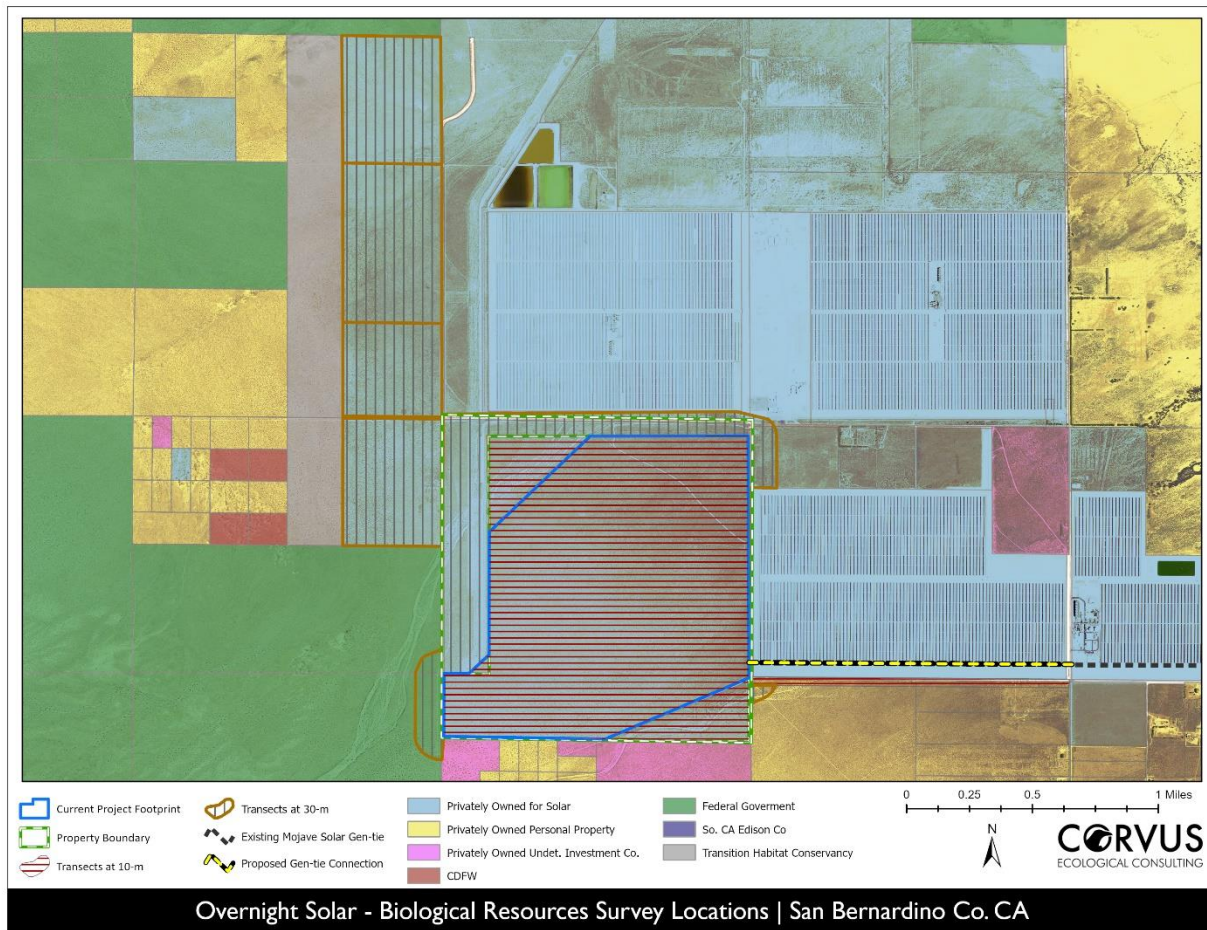 Current Project Footprint
Property Boundary
Transects at 10-m
Transects at 30-m
Existing Mojave Solar Gen-tie
Proposed Gen-tie Connection
Privately Owned for Solar
Privately Owned Personal Property
Privately Owned Undet. Investment Co.
CDFW
Federal Goverment
So. CA Edison Co
Transition Habitat Conservancy
0 0.25 0.5 1 Miles
N
CORVUS
ECOLOGICAL CONSULTING
Overnight Solar - Biological Resources Survey Locations | San Bernardino Co. CA